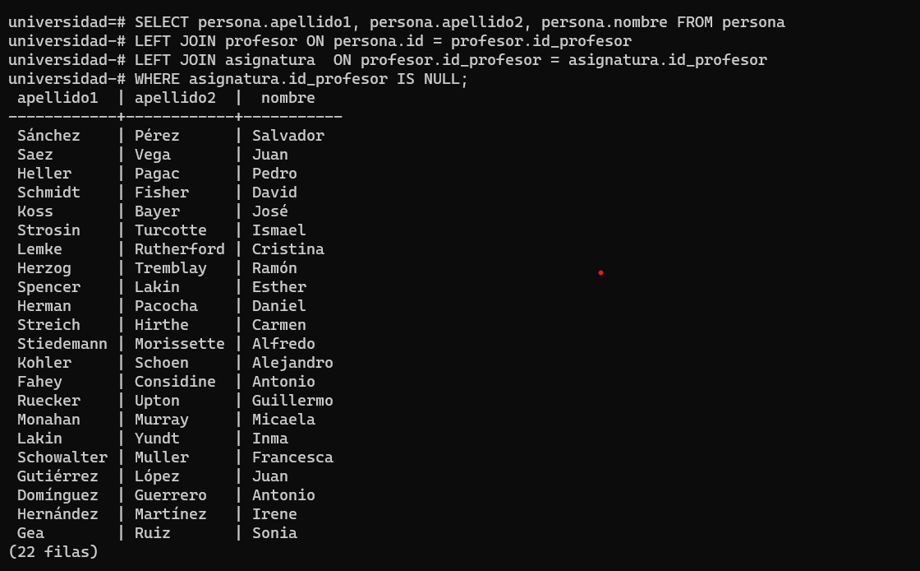 universidad=# SELECT persona.apellido1, persona.apellido2, persona.nombre FROM persona
universidad-# LEFT JOIN profesor ON persona.id = profesor.id_profesor
universidad-# LEFT JOIN asignatura  ON profesor.id_profesor = asignatura.id_profesor
universidad-# WHERE asignatura.id_profesor IS NULL;
 apellido1  | apellido2  |  nombre
------------+------------+-----------
 Sánchez    | Pérez      | Salvador
 Saez       | Vega       | Juan
 Heller     | Pagac      | Pedro
 Schmidt    | Fisher     | David
 Koss       | Bayer      | José
 Strosin    | Turcotte   | Ismael
 Lemke      | Rutherford | Cristina
 Herzog     | Tremblay   | Ramón
 Spencer    | Lakin      | Esther
 Herman     | Pacocha    | Daniel
 Streich    | Hirthe     | Carmen
 Stiedemann | Morissette | Alfredo
 Kohler     | Schoen     | Alejandro
 Fahey      | Considine  | Antonio
 Ruecker    | Upton      | Guillermo
 Monahan    | Murray     | Micaela
 Lakin      | Yundt      | Inma
 Schowalter | Muller     | Francesca
 Gutiérrez  | López      | Juan
 Domínguez  | Guerrero   | Antonio
 Hernández  | Martínez   | Irene
 Gea        | Ruiz       | Sonia
(22 filas)